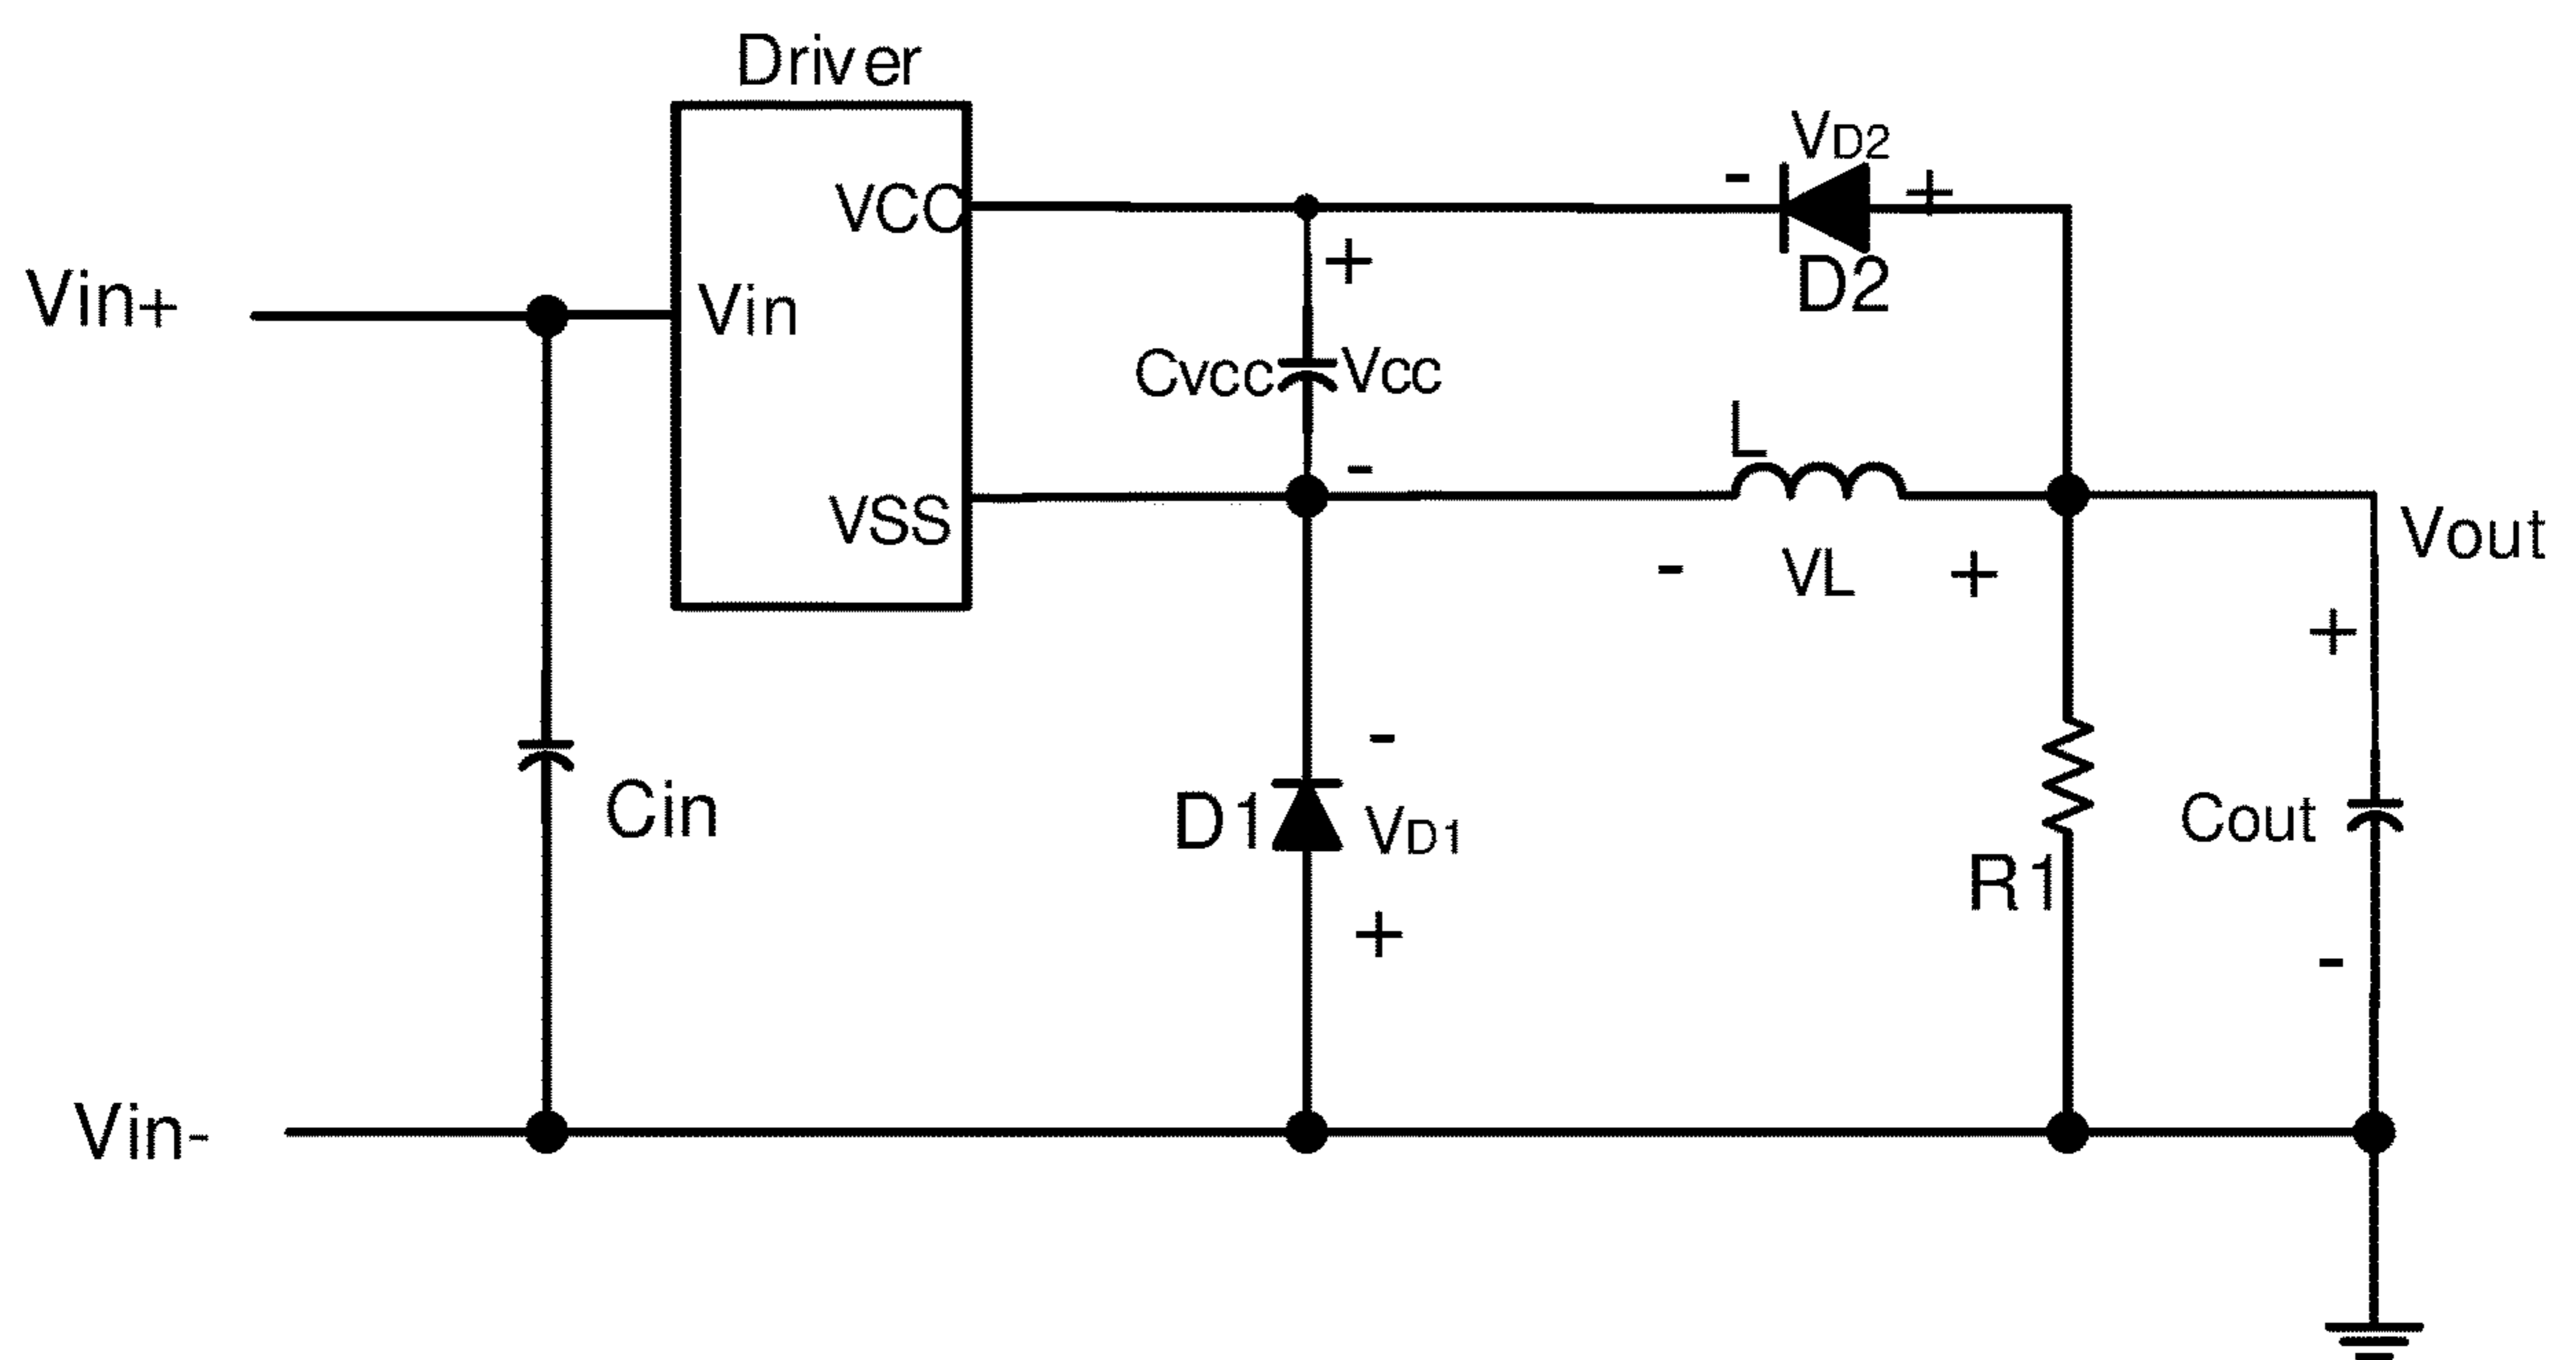 Driver
VD2
- +
VCC
D2
Vin+
Vin
+
Cvcc
Vcc
-
L
VSS
- VL +
Vout
+
-
D1
VD1
+
Cin
R1
Cout
-
Vin-